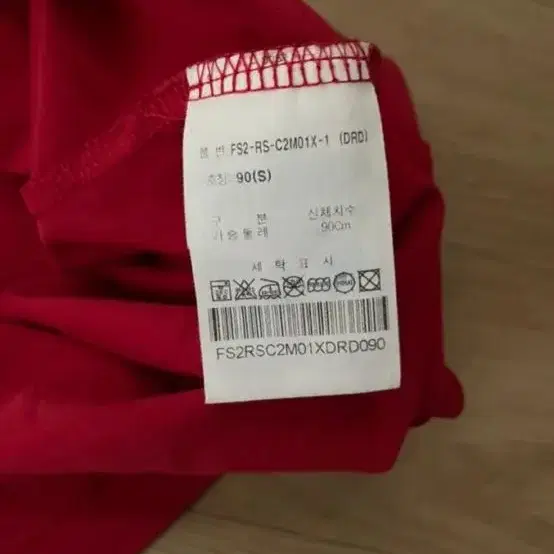 품 번 FS2-RS-C2M01X-1 (DRD)
호칭 90(S)
구 분 신체치수
가슴둘레 90Cm
세 탁 표 시
FS2RSC2M01XDRD090